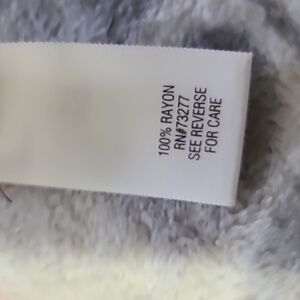 100% RAYON
RN#73277
SEE REVERSE
FOR CARE